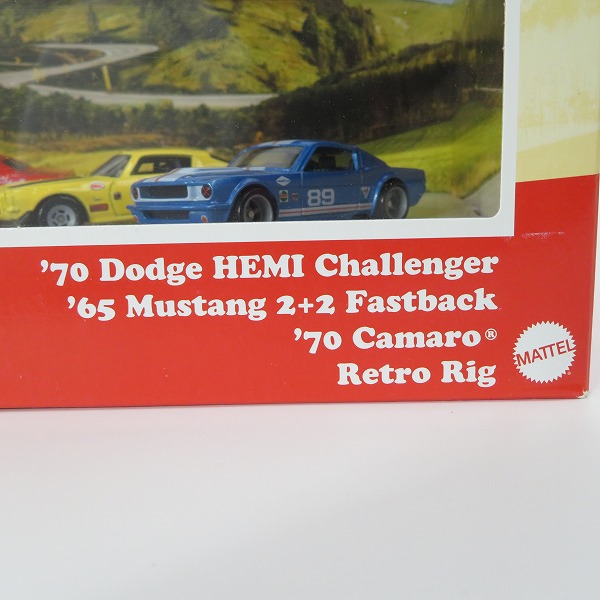 89
'70 Dodge HEMI Challenger
'65 Mustang 2+2 Fastback
'70 Camaro®
Retro Rig
MATTEL